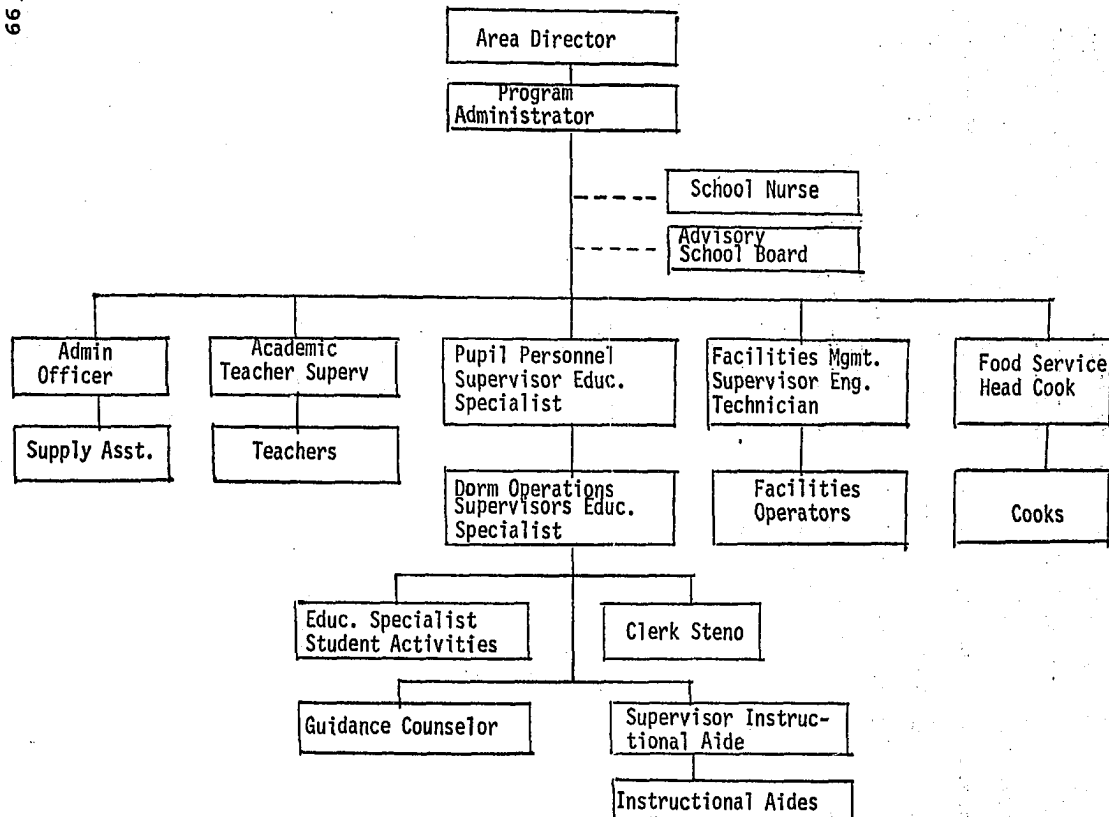 66
Area Director
Program
Administrator
School Nurse
Advisory
School Board
Admin
Officer
Academic
Teacher Superv
Pupil Personnel
Supervisor Educ.
Specialist
Facilities Mgmt.
Supervisor Eng.
Technician
Food Service
Head Cook
Supply Asst.
Teachers
Dorm Operations
Supervisors Educ.
Specialist
Facilities
Operators
Cooks
Educ. Specialist
Student Activities
Clerk Steno
Guidance Counselor
Supervisor Instruc-
tional Aide
Instructional Aides